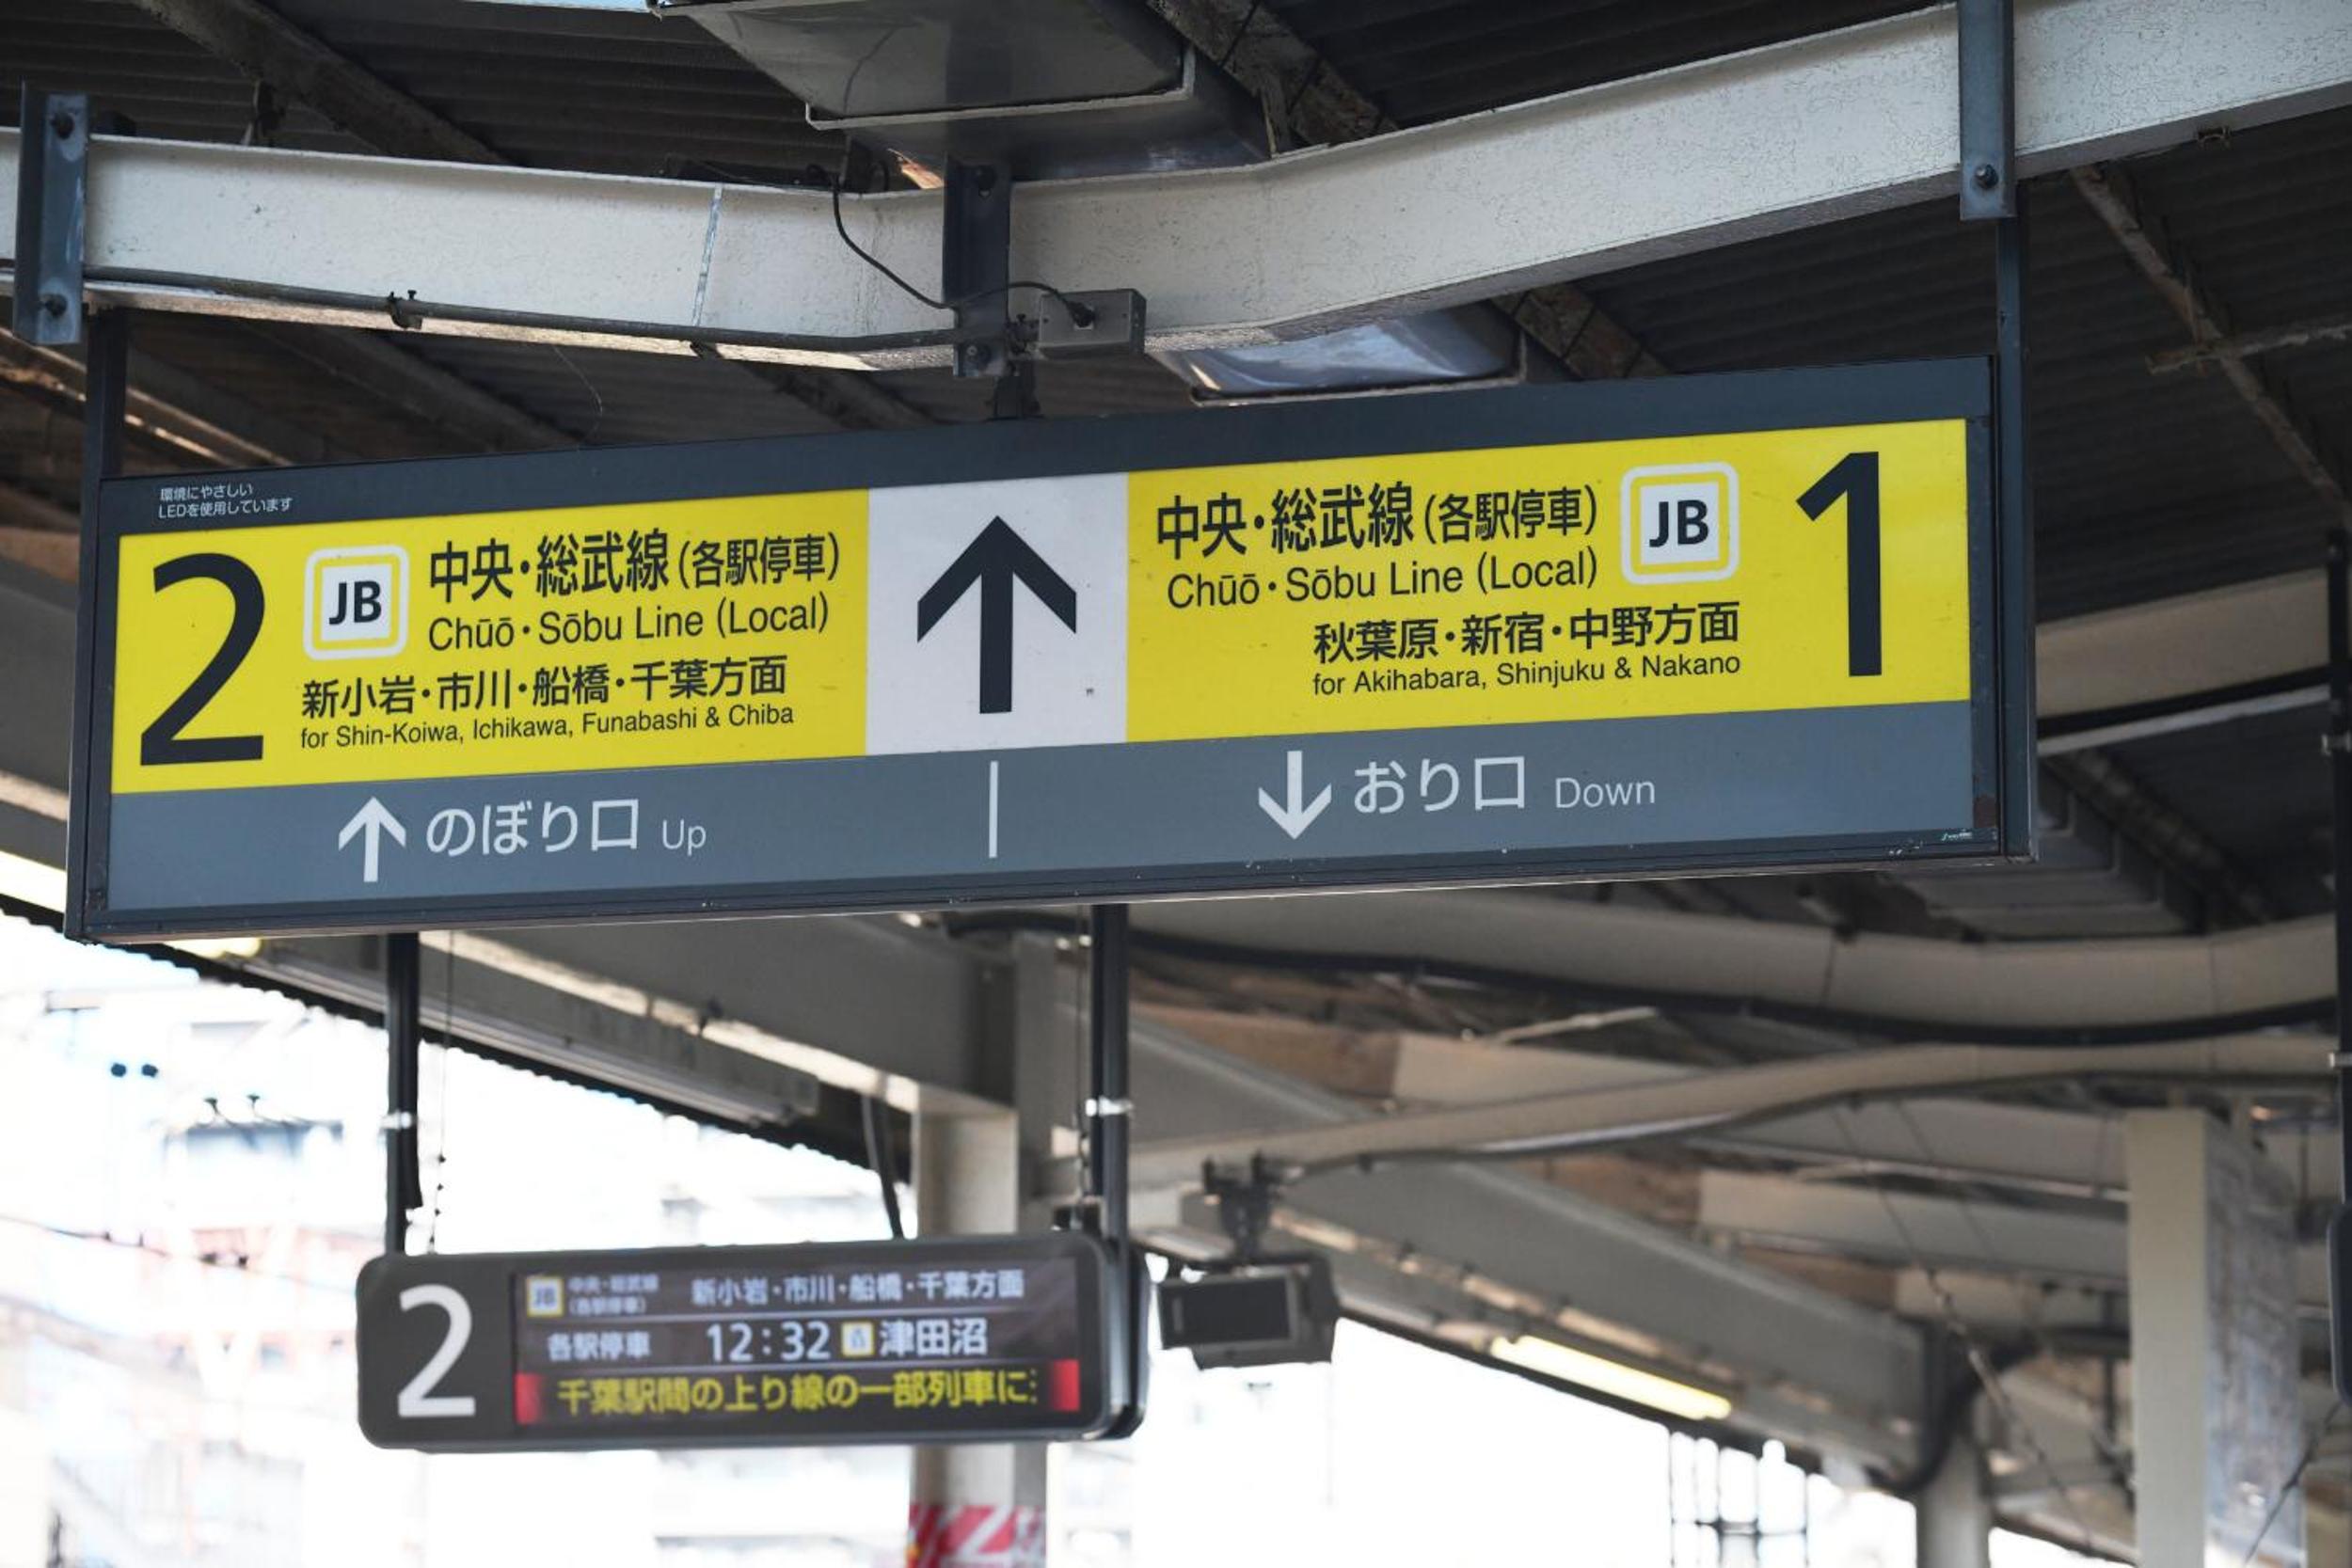 環境にやさしい
LEDを使用しています
2 JB 中央・総武線(各駅停車)
Chūō・Sōbu Line (Local)
新小岩・市川・船橋・千葉方面
for Shin-Koiwa, Ichikawa, Funabashi & Chiba
中央・総武線(各駅停車) JB 1
Chūō・Sōbu Line (Local)
秋葉原・新宿・中野方面
for Akihabara, Shinjuku & Nakano
↑のぼり口 Up
↓おり口 Down
2 JB 中央・総武線 新小岩・市川・船橋・千葉方面
(各駅停車)
各駅停車 12:32 津田沼
千葉駅間の上り線の一部列車に